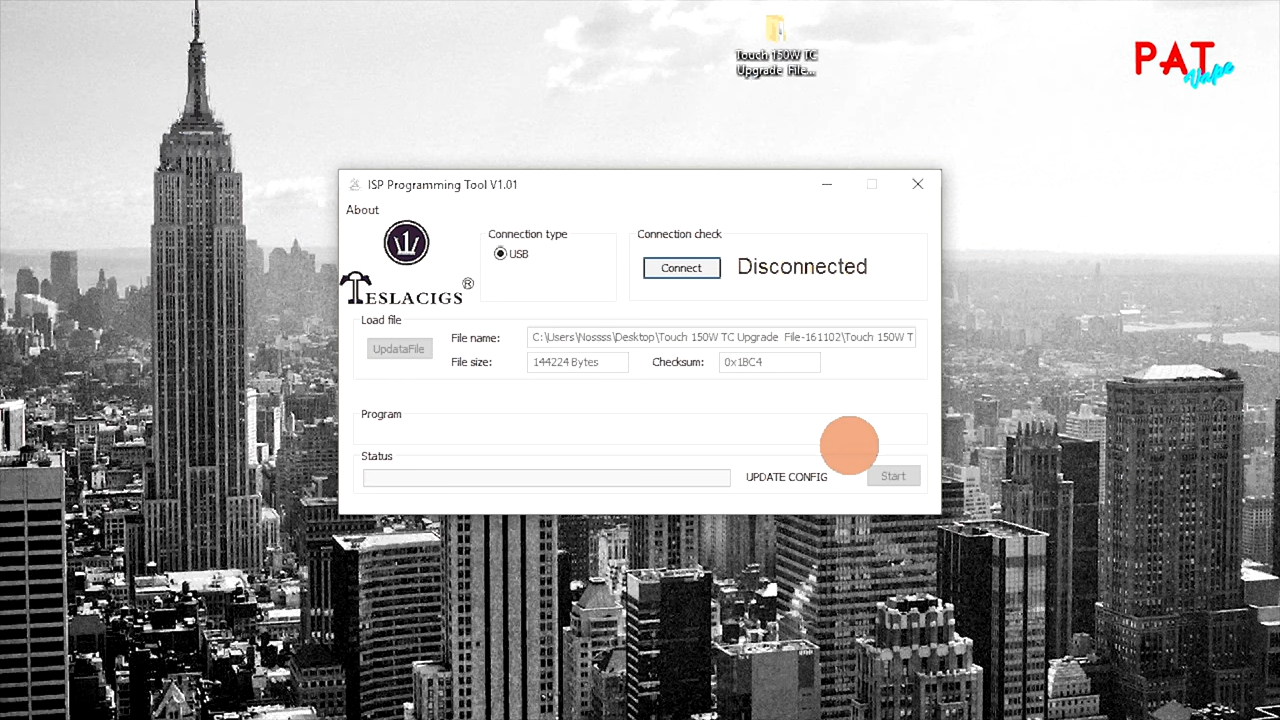 Touch 150W TC
Upgrade File...
PAT
Vape
ISP Programming Tool V1.01
About
TESLACIGS®
Connection type
USB
Connection check
Connect
Disconnected
Load file
UpdataFile
File name:
C:\Users\Nossss\Desktop\Touch 150W TC Upgrade File-161102\Touch 150W T
File size:
144224 Bytes
Checksum:
0x1BC4
Program
Status
UPDATE CONFIG
Start